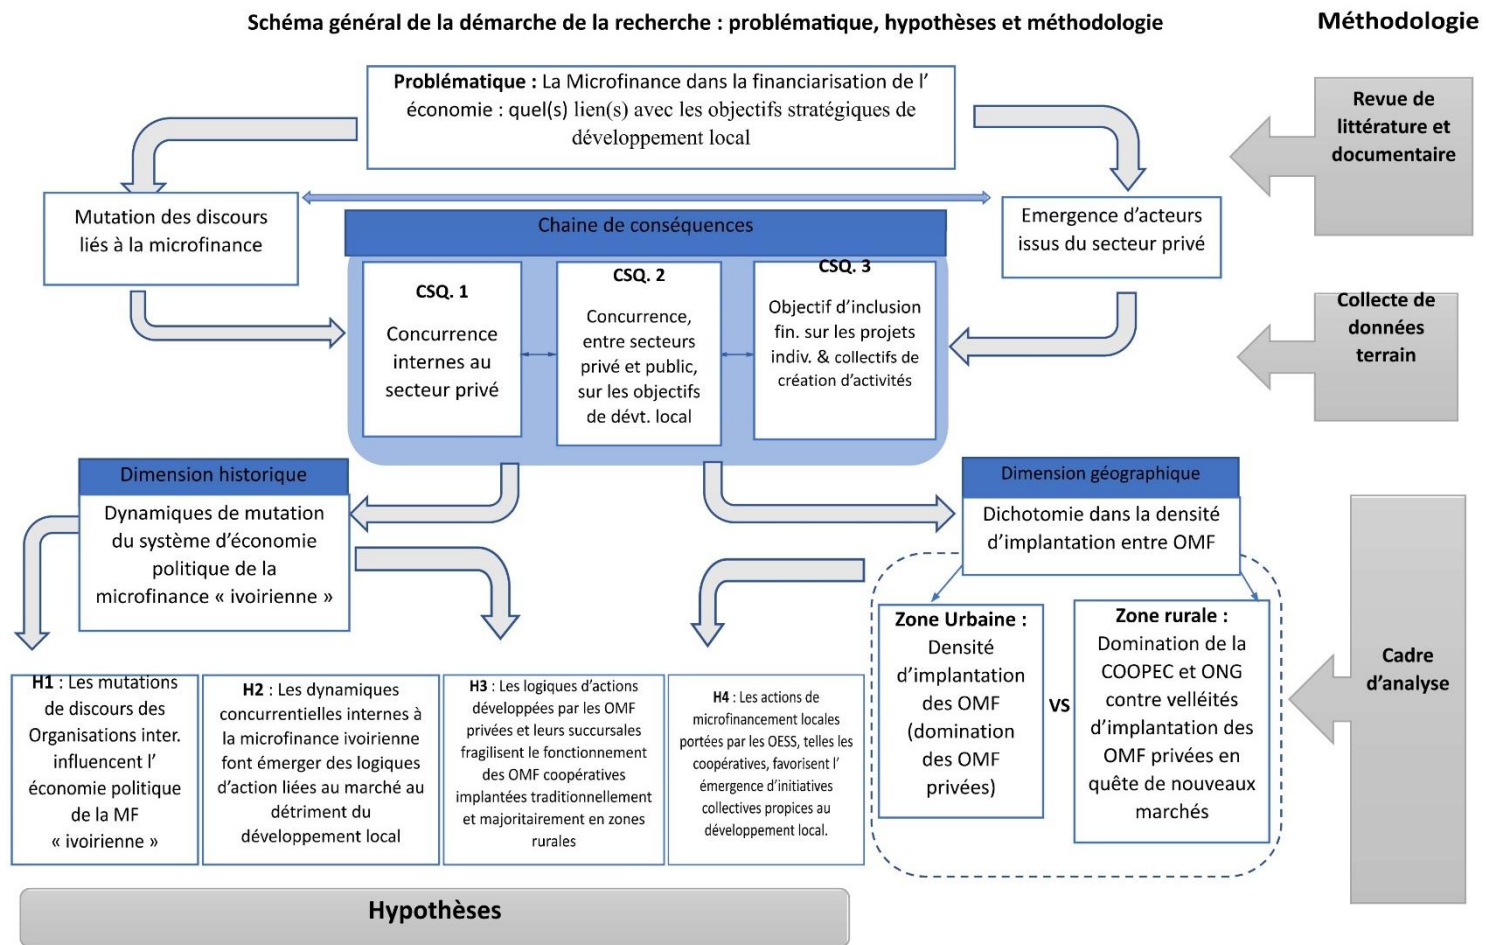 Schéma général de la démarche de la recherche : problématique, hypothèses et méthodologie
Méthodologie
Problématique : La Microfinance dans la financiarisation de l’
économie : quel(s) lien(s) avec les objectifs stratégiques de
développement local
Revue de
littérature et
documentaire
Mutation des discours
liés à la microfinance
Emergence d’acteurs
issus du secteur privé
Chaine de conséquences
CSQ. 1
Concurrence
internes au
secteur privé
CSQ. 2
Concurrence,
entre secteurs
privé et public,
sur les objectifs
de dévt. local
CSQ. 3
Objectif d’inclusion
fin. sur les projets
indiv. & collectifs de
création d’activités
Collecte de
données
terrain
Dimension historique
Dynamiques de mutation
du système d’économie
politique de la
microfinance « ivoirienne »
Dimension géographique
Dichotomie dans la densité
d’implantation entre OMF
Zone Urbaine :
Densité
d’implantation
des OMF
(domination
des OMF
privées)
VS
Zone rurale :
Domination de la
COOPEC et ONG
contre velléités
d’implantation des
OMF privées en
quête de nouveaux
marchés
Cadre
d’analyse
H1 : Les mutations
de discours des
Organisations inter.
influencent l’
économie politique
de la MF
« ivoirienne »
H2 : Les dynamiques
concurrentielles internes à
la microfinance ivoirienne
font émerger des logiques
d’action liées au marché au
détriment du
développement local
H3 : Les logiques d’actions
développées par les OMF
privées et leurs succursales
fragilisent le fonctionnement
des OMF coopératives
implantées traditionnellement
et majoritairement en zones
rurales
H4 : Les actions de
microfinancement locales
portées par les OESS, telles les
coopératives, favorisent l’
émergence d’initiatives
collectives propices au
développement local.
Hypothèses